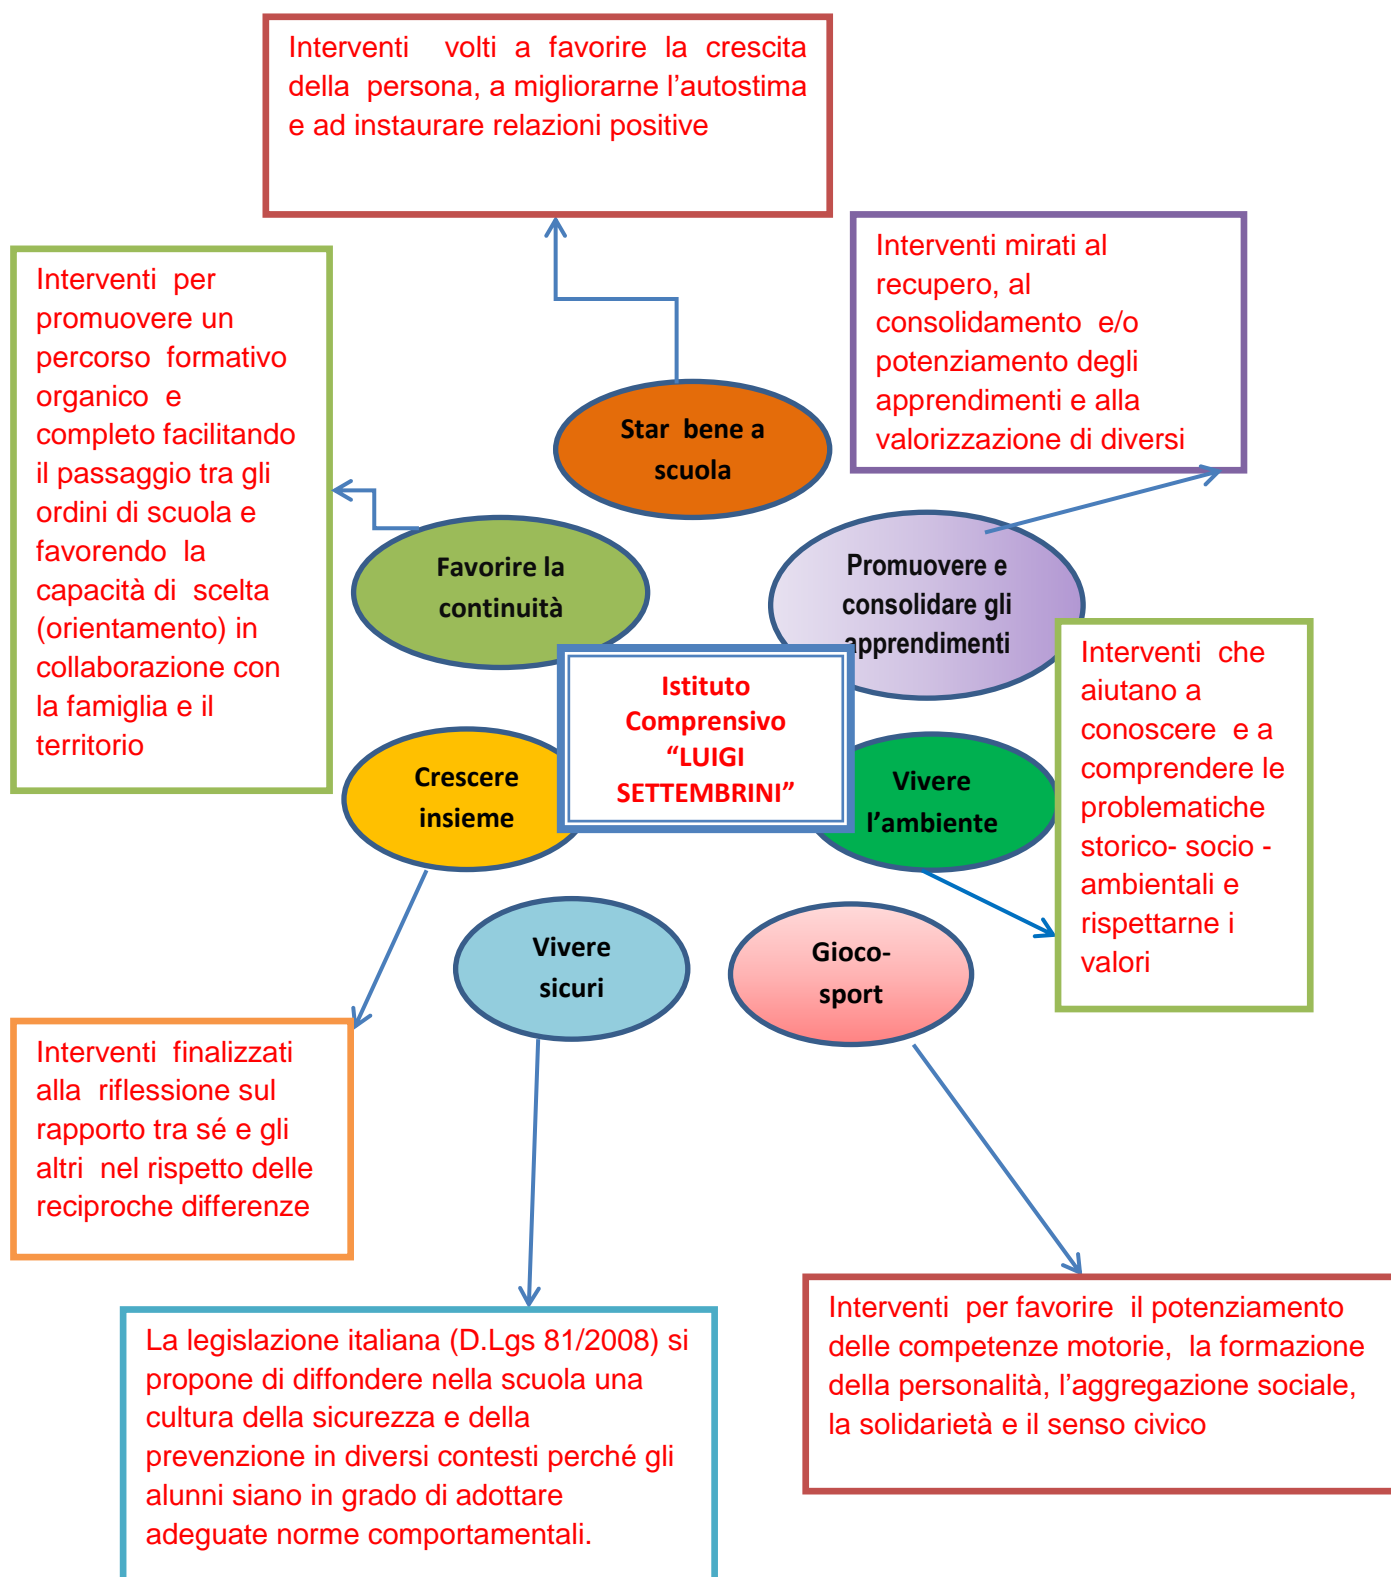 Interventi volti a favorire la crescita
della persona, a migliorarne l’autostima
e ad instaurare relazioni positive
Interventi mirati al
recupero, al
consolidamento e/o
potenziamento degli
apprendimenti e alla
valorizzazione di diversi
Interventi per
promuovere un
percorso formativo
organico e
completo facilitando
il passaggio tra gli
ordini di scuola e
favorendo la
capacità di scelta
(orientamento) in
collaborazione con
la famiglia e il
territorio
Star bene a
scuola
Favorire la
continuità
Promuovere e
consolidare gli
apprendimenti
Istituto
Comprensivo
“LUIGI
SETTEMBRINI”
Interventi che
aiutano a
conoscere e a
comprendere le
problematiche
storico- socio -
ambientali e
rispettarne i
valori
Crescere
insieme
Vivere
l’ambiente
Vivere
sicuri
Gioco-
sport
Interventi finalizzati
alla riflessione sul
rapporto tra sé e gli
altri nel rispetto delle
reciproche differenze
Interventi per favorire il potenziamento
delle competenze motorie, la formazione
della personalità, l’aggregazione sociale,
la solidarietà e il senso civico
La legislazione italiana (D.Lgs 81/2008) si
propone di diffondere nella scuola una
cultura della sicurezza e della
prevenzione in diversi contesti perché gli
alunni siano in grado di adottare
adeguate norme comportamentali.